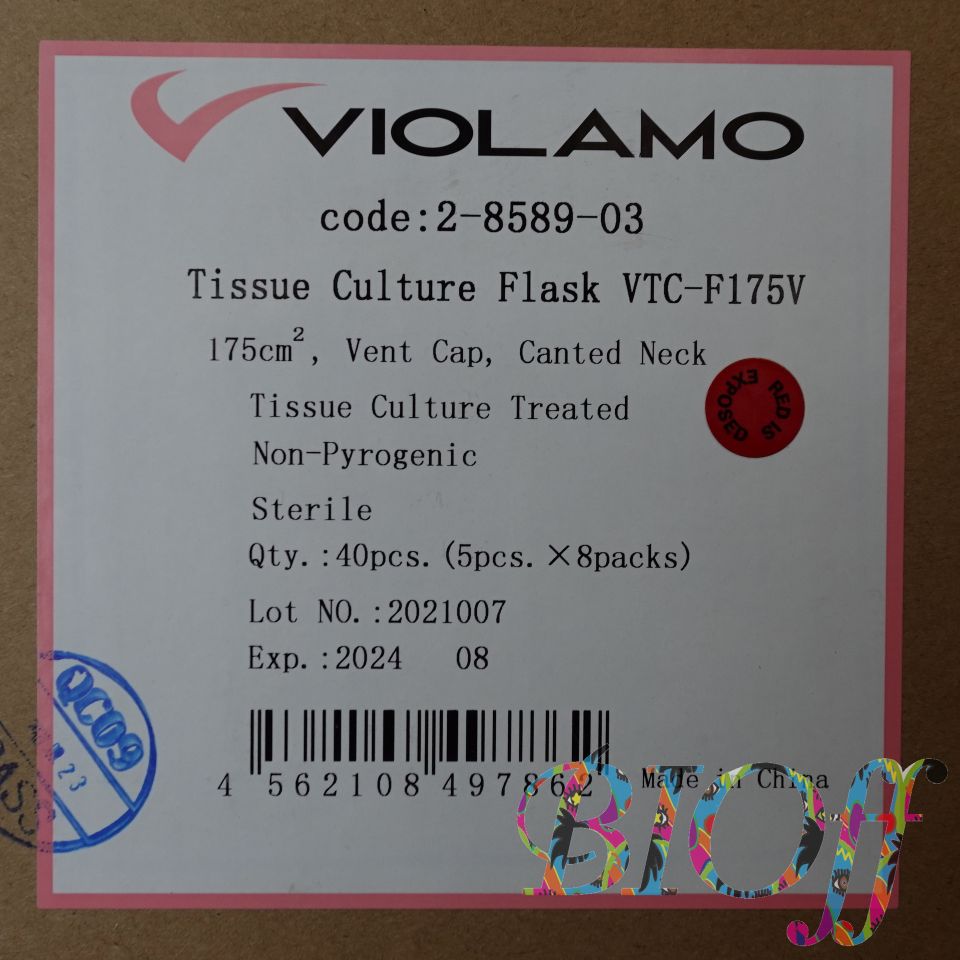 VIOLAMO
code:2-8589-03
Tissue Culture Flask VTC-F175V
175cm², Vent Cap, Canted Neck
RED IS EXPOSED
Tissue Culture Treated
Non-Pyrogenic
Sterile
Qty.:40pcs.(5pcs.×8packs)
Lot NO.:2021007
Exp.:2024 08
QC09
4 562108 497862
Made in China
BIOff